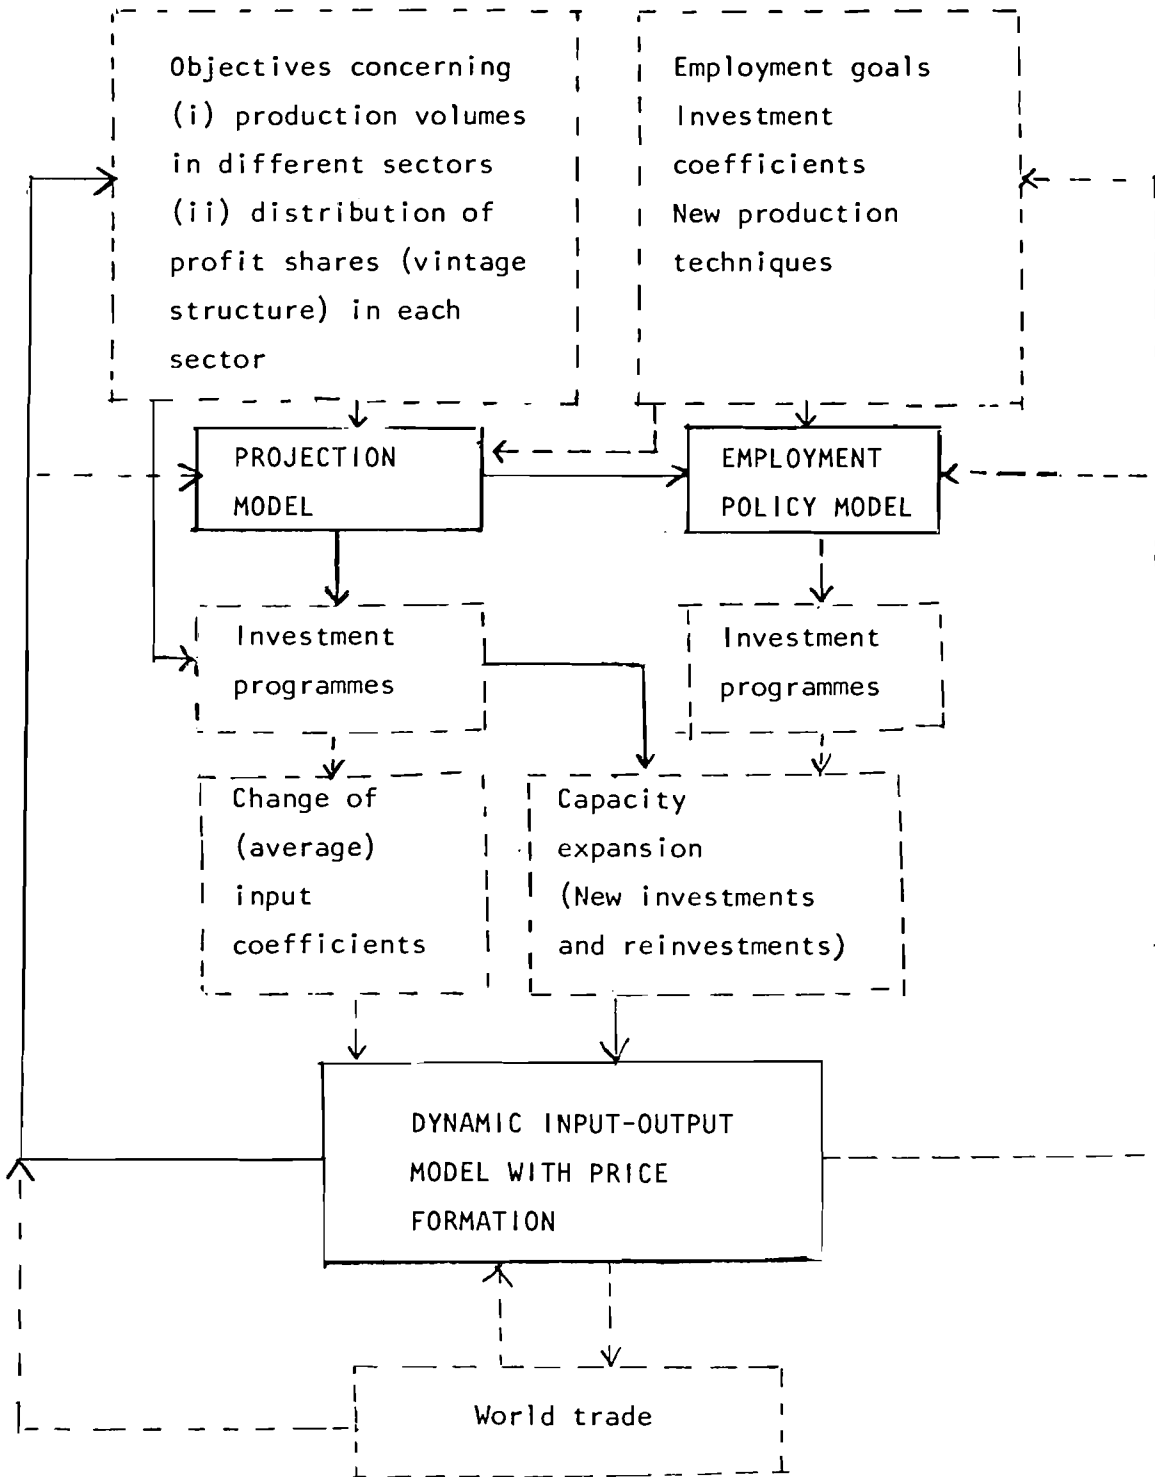 Objectives concerning
(i) production volumes
in different sectors
(ii) distribution of
profit shares (vintage
structure) in each
sector
Employment goals
Investment
coefficients
New production
techniques
PROJECTION
MODEL
EMPLOYMENT
POLICY MODEL
Investment
programmes
Investment
programmes
Change of
(average)
input
coefficients
Capacity
expansion
(New investments
and reinvestments)
DYNAMIC INPUT-OUTPUT
MODEL WITH PRICE
FORMATION
World trade